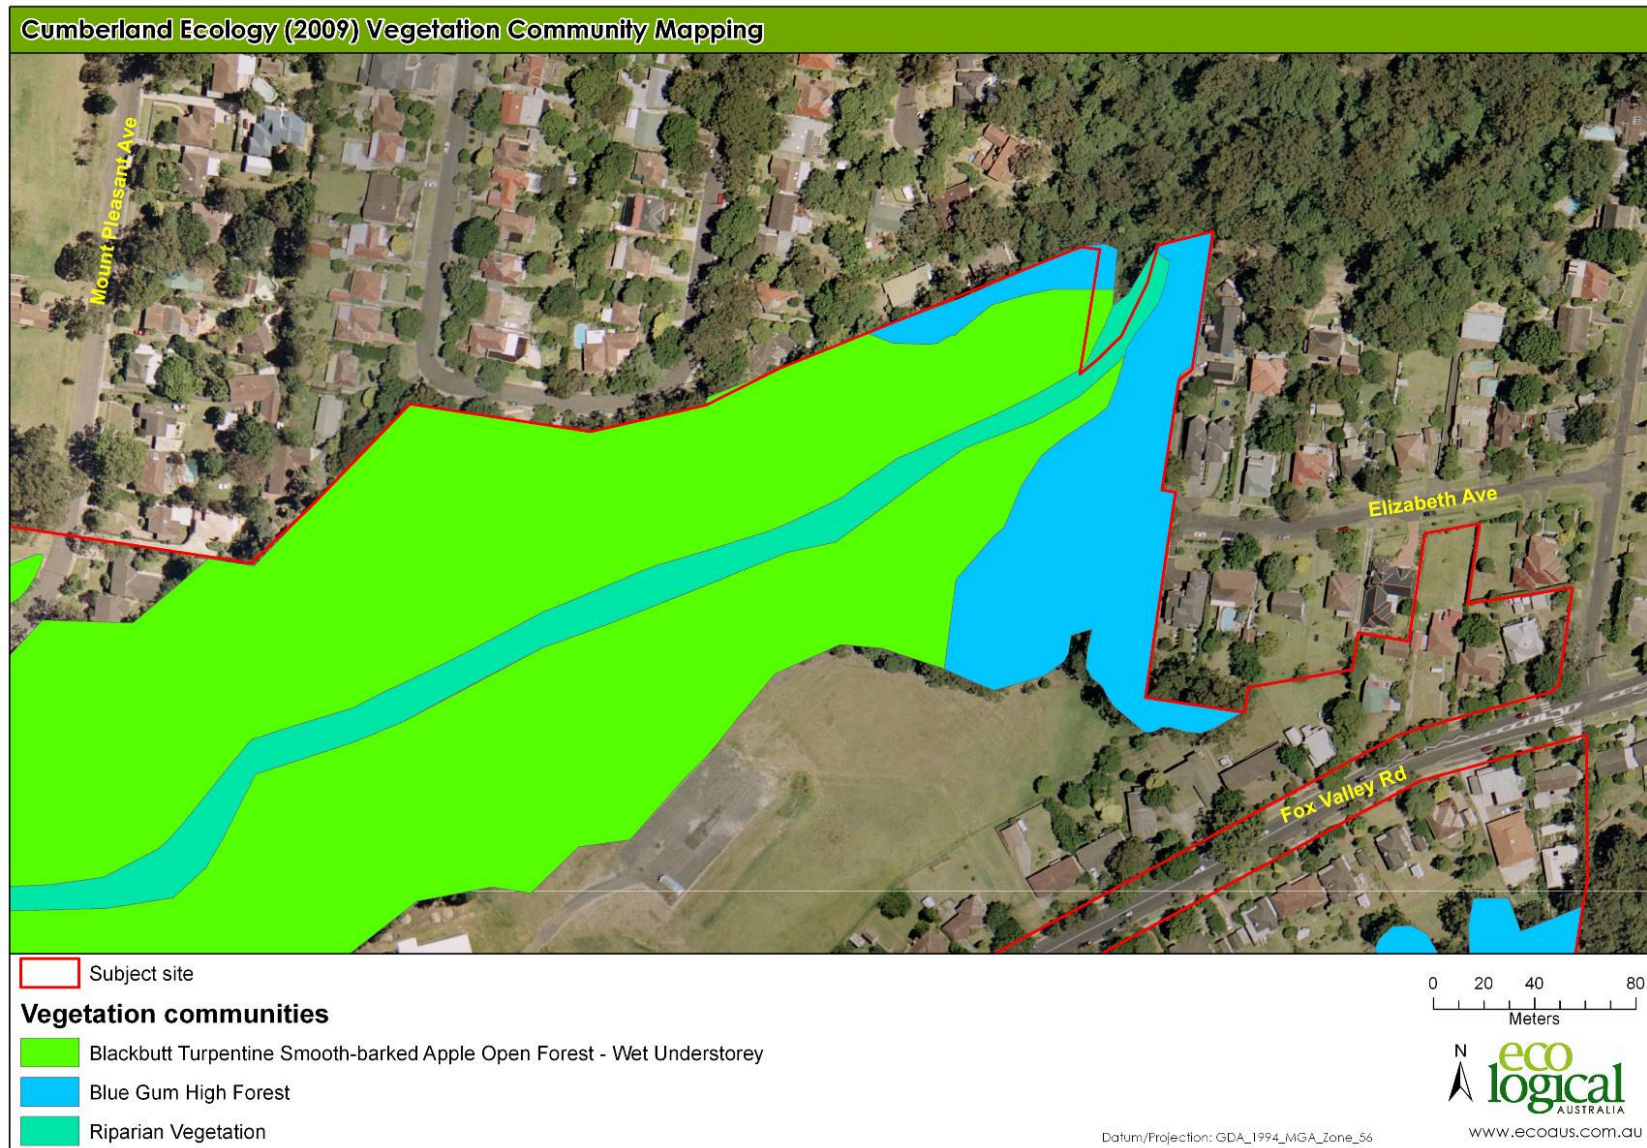 Cumberland Ecology (2009) Vegetation Community Mapping
Mount Pleasant Ave
Elizabeth Ave
Fox Valley Rd
Subject site
Vegetation communities
Blackbutt Turpentine Smooth-barked Apple Open Forest - Wet Understorey
Blue Gum High Forest
Riparian Vegetation
0 20 40 80
Meters
N
eco
logical
AUSTRALIA
www.ecoaus.com.au
Datum/Projection: GDA_1994_MGA_Zone_56